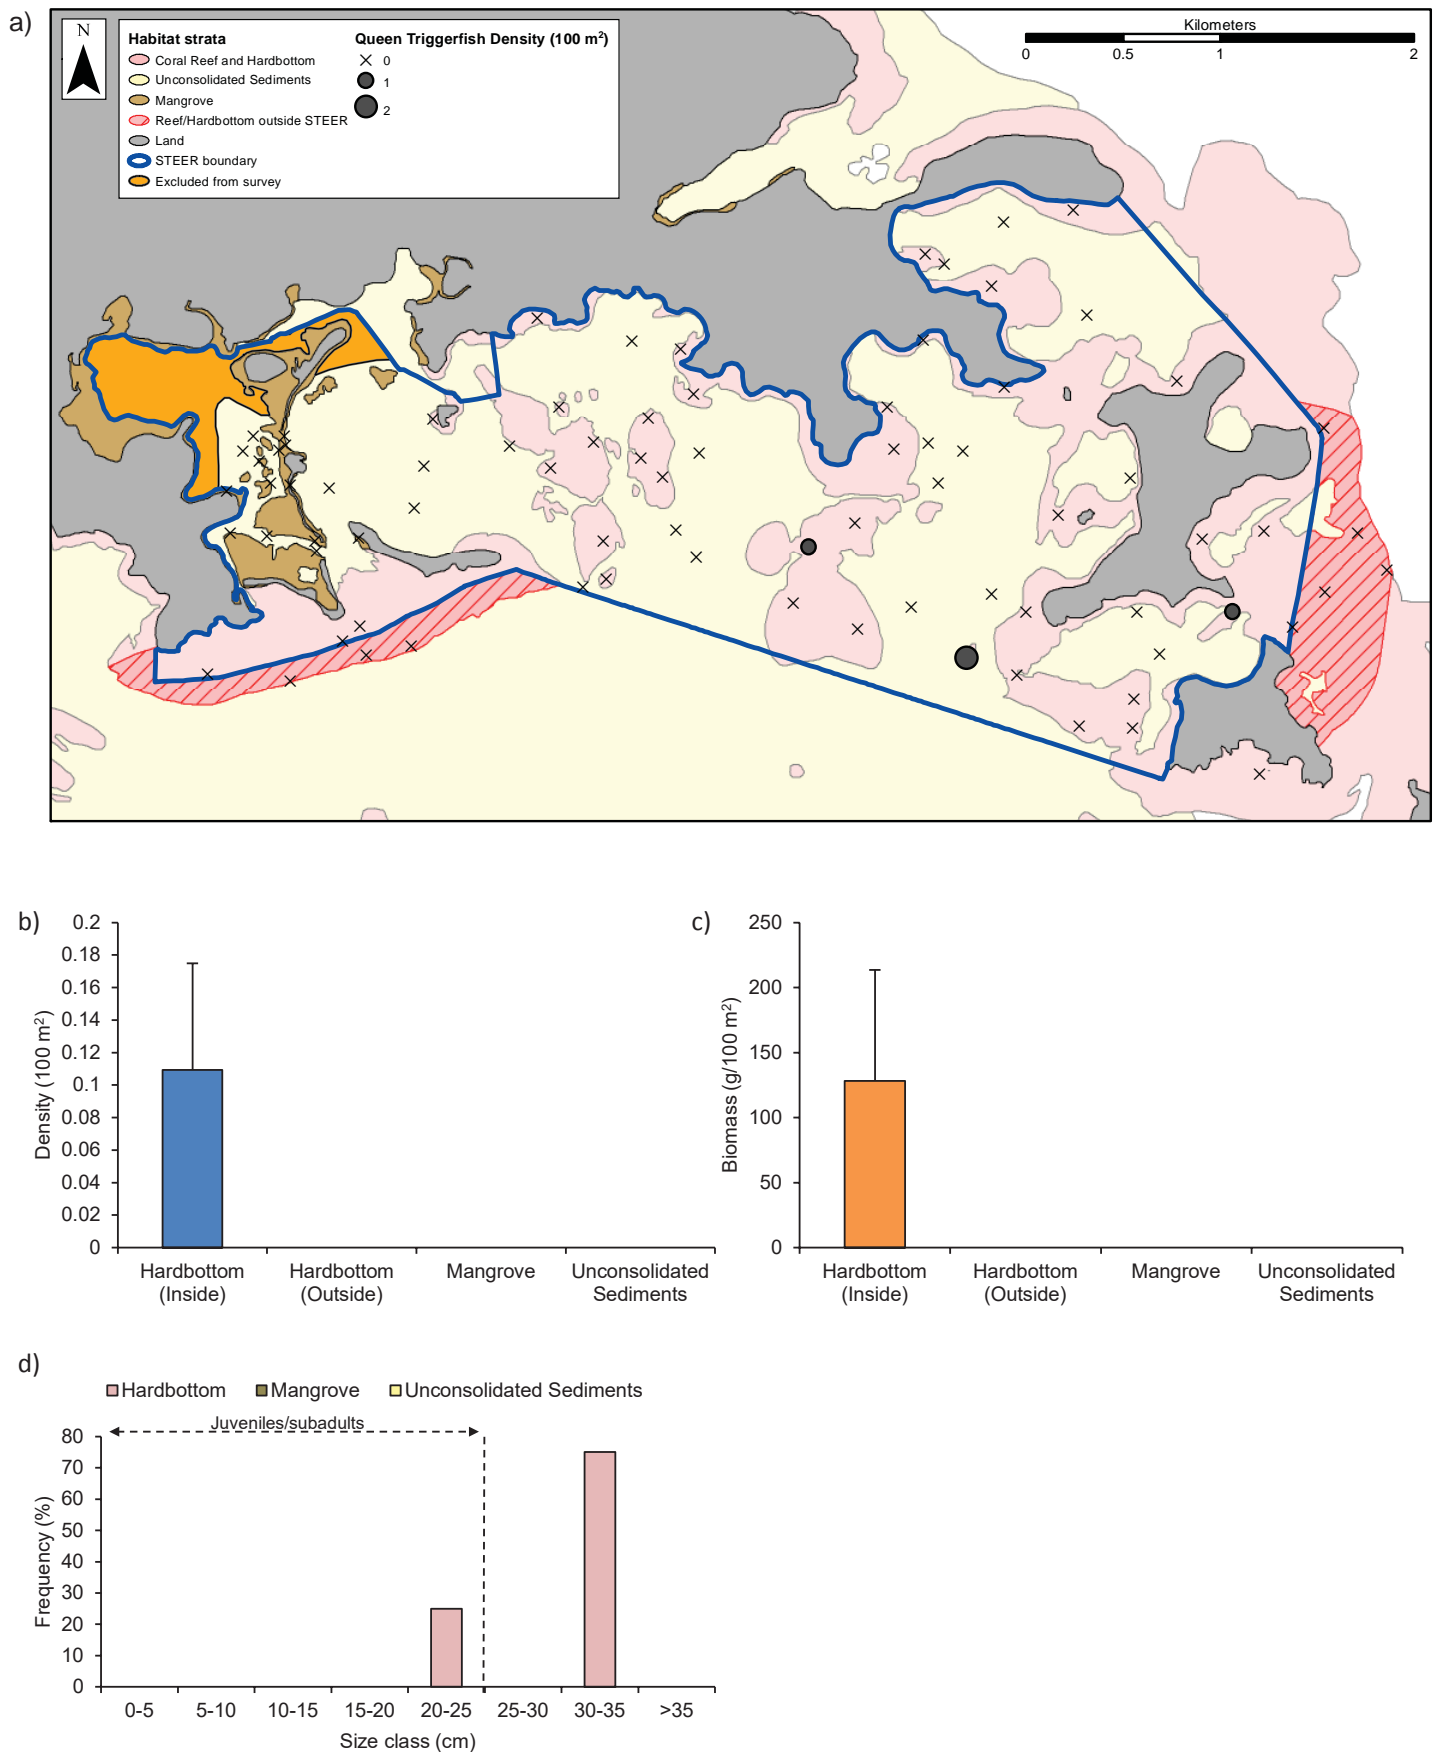 a)
N
Habitat strata
Coral Reef and Hardbottom
Unconsolidated Sediments
Mangrove
Reef/Hardbottom outside STEER
Land
STEER boundary
Excluded from survey
Queen Triggerfish Density (100 m²)
0
1
2
Kilometers
0 0.5 1 2
b)
Density (100 m²)
0.2
0.18
0.16
0.14
0.12
0.1
0.08
0.06
0.04
0.02
0
Hardbottom (Inside)
Hardbottom (Outside)
Mangrove
Unconsolidated Sediments
c)
Biomass (g/100 m²)
250
200
150
100
50
0
Hardbottom (Inside)
Hardbottom (Outside)
Mangrove
Unconsolidated Sediments
d)
Hardbottom Mangrove Unconsolidated Sediments
Juveniles/subadults
Frequency (%)
80
70
60
50
40
30
20
10
0
0-5 5-10 10-15 15-20 20-25 25-30 30-35 >35
Size class (cm)